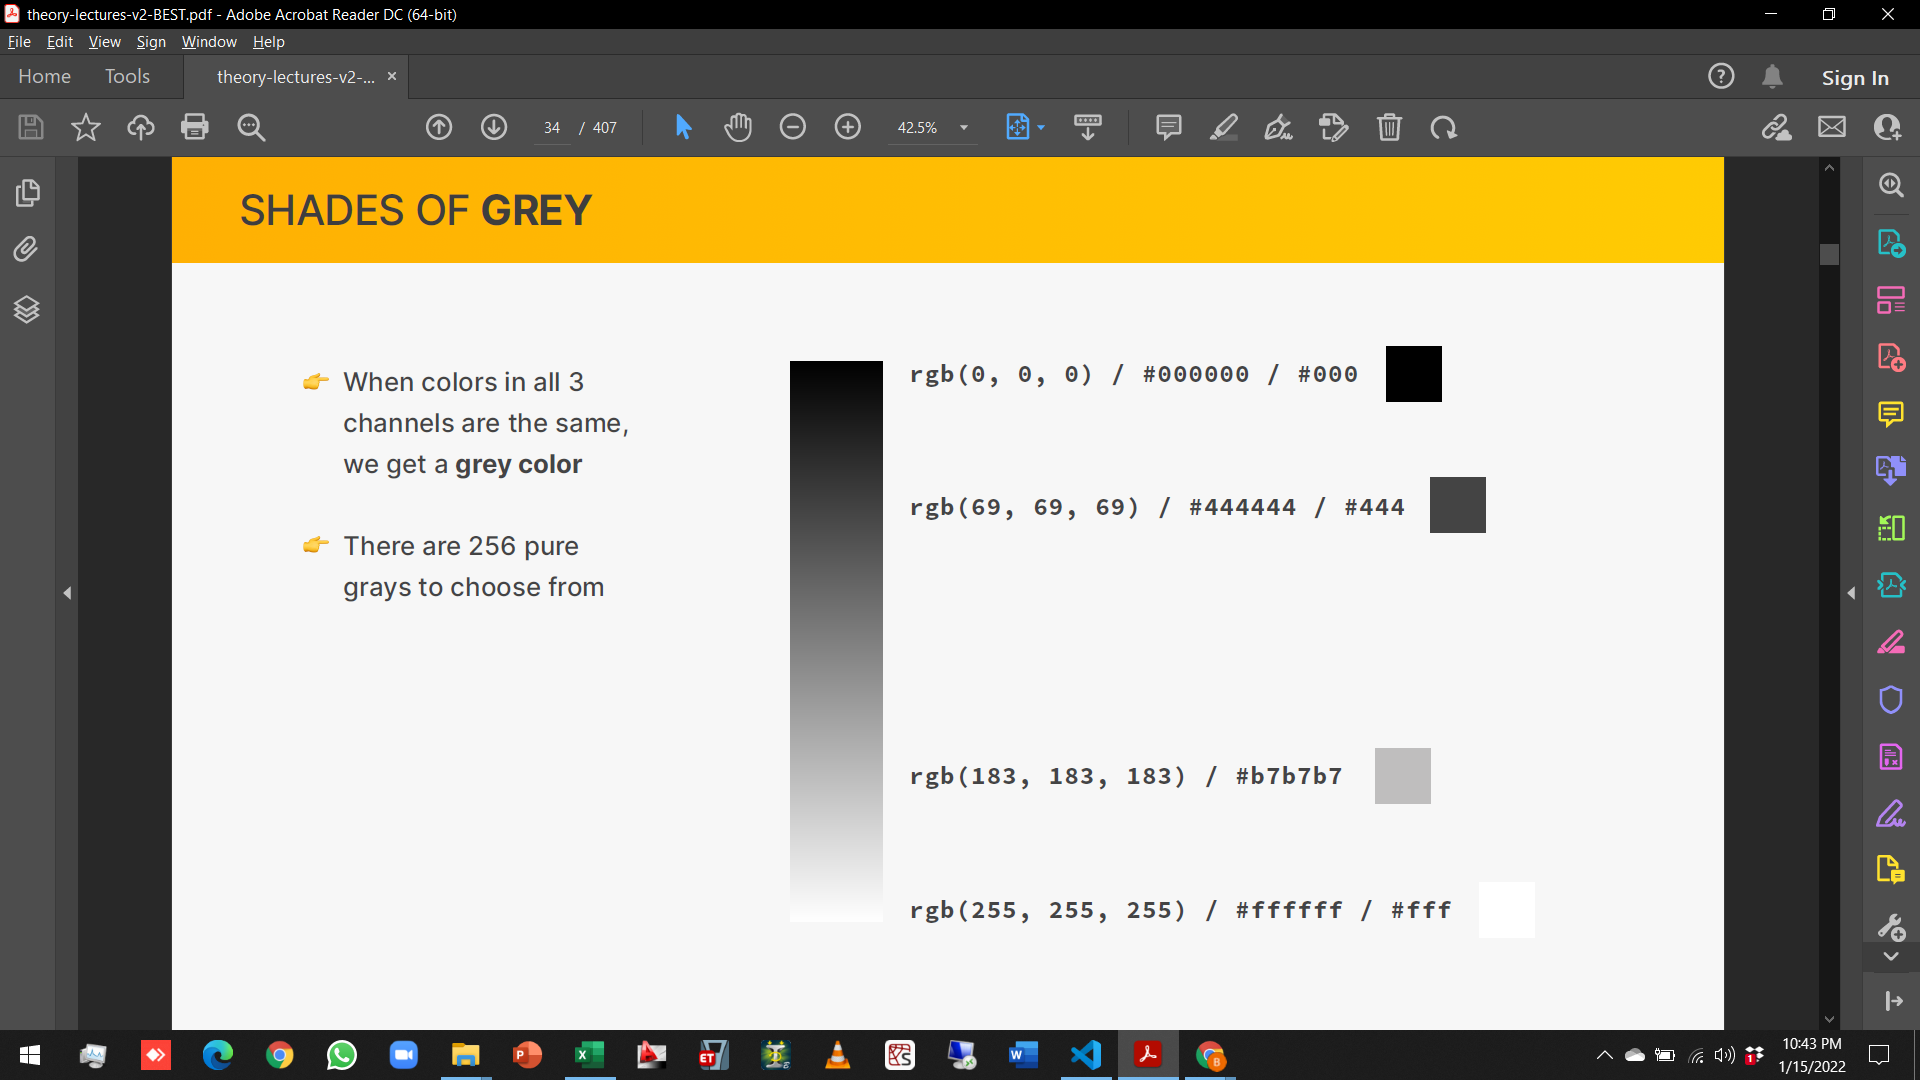 theory-lectures-v2-BEST.pdf - Adobe Acrobat Reader DC (64-bit)
File Edit View Sign Window Help
Home Tools theory-lectures-v2-... ×
Sign In
34 / 407
42.5%
SHADES OF GREY
👉 When colors in all 3
channels are the same,
we get a grey color
👉 There are 256 pure
grays to choose from
rgb(0, 0, 0) / #000000 / #000
rgb(69, 69, 69) / #444444 / #444
rgb(183, 183, 183) / #b7b7b7
rgb(255, 255, 255) / #ffffff / #fff
10:43 PM
1/15/2022